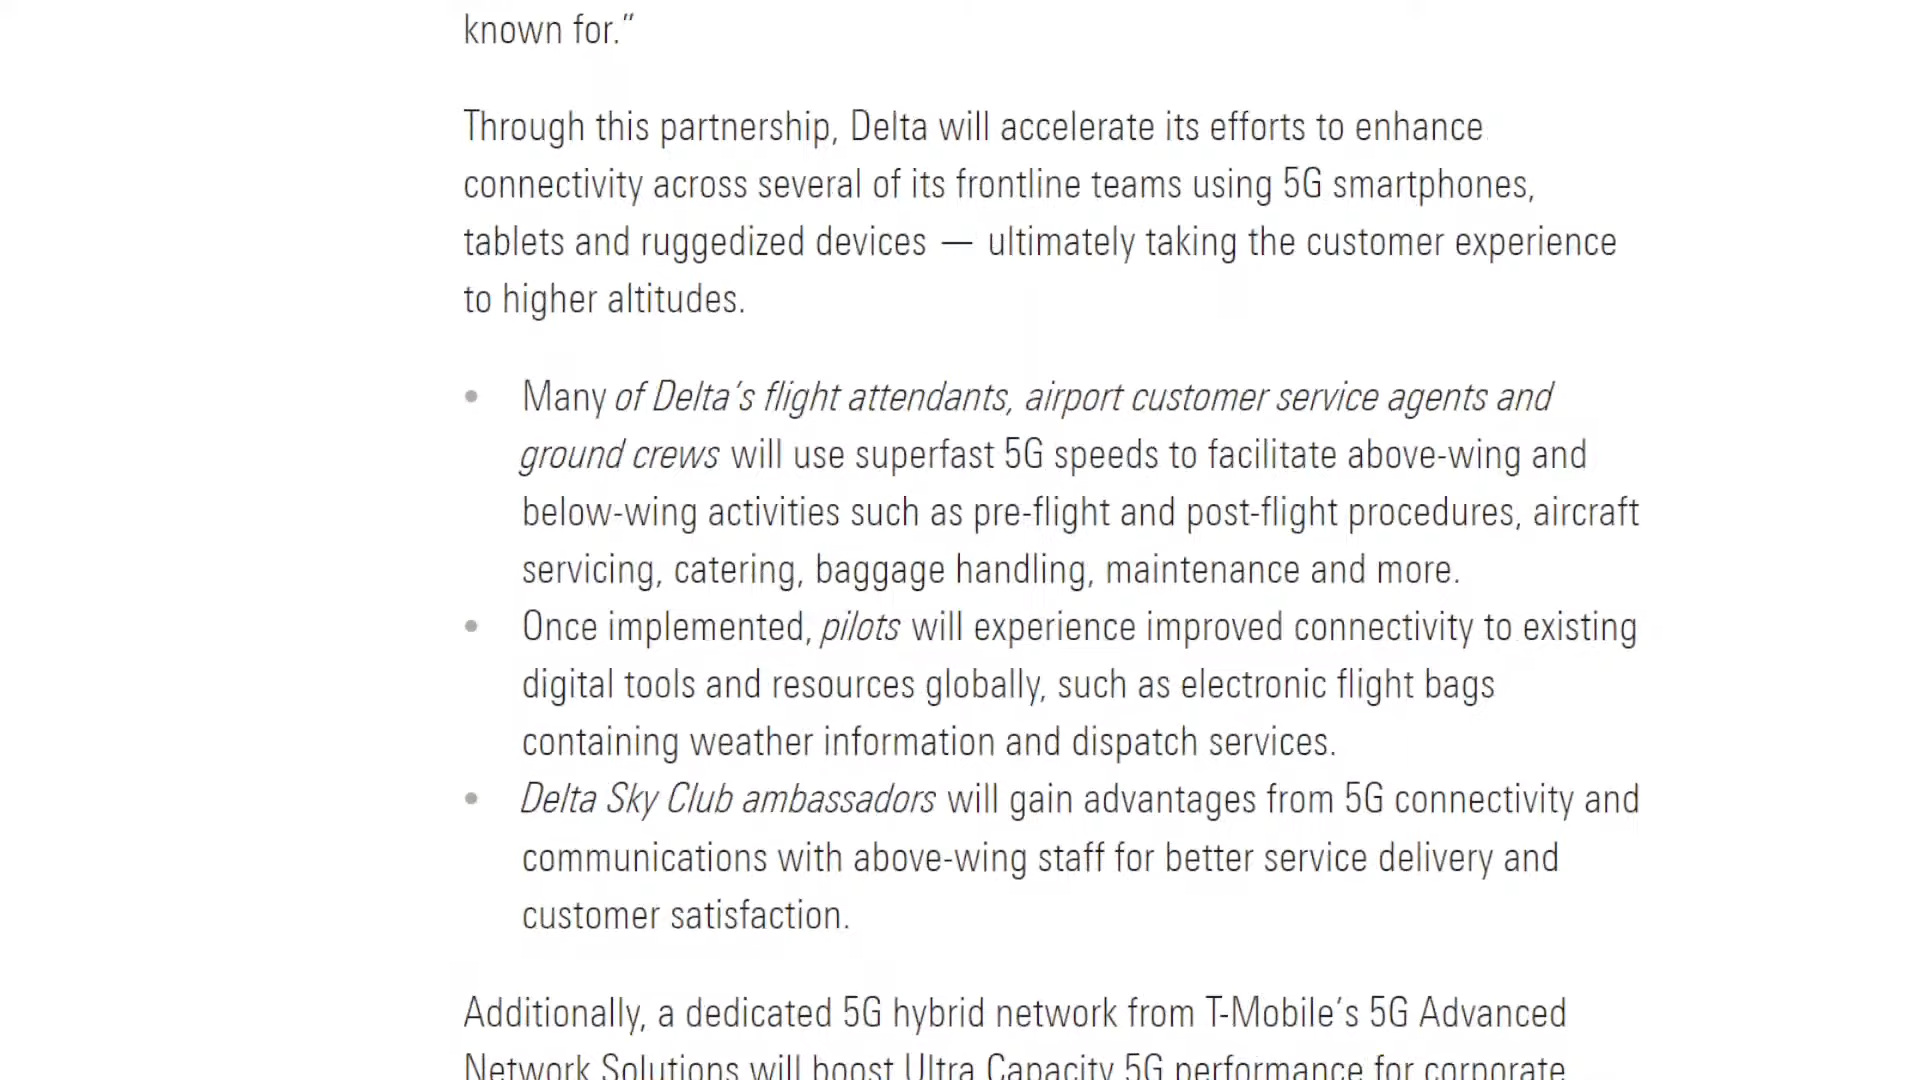 known for.”
Through this partnership, Delta will accelerate its efforts to enhance
connectivity across several of its frontline teams using 5G smartphones,
tablets and ruggedized devices — ultimately taking the customer experience
to higher altitudes.
• Many of Delta’s flight attendants, airport customer service agents and
ground crews will use superfast 5G speeds to facilitate above-wing and
below-wing activities such as pre-flight and post-flight procedures, aircraft
servicing, catering, baggage handling, maintenance and more.
• Once implemented, pilots will experience improved connectivity to existing
digital tools and resources globally, such as electronic flight bags
containing weather information and dispatch services.
• Delta Sky Club ambassadors will gain advantages from 5G connectivity and
communications with above-wing staff for better service delivery and
customer satisfaction.
Additionally, a dedicated 5G hybrid network from T-Mobile’s 5G Advanced
Network Solutions will boost Ultra Capacity 5G performance for corporate